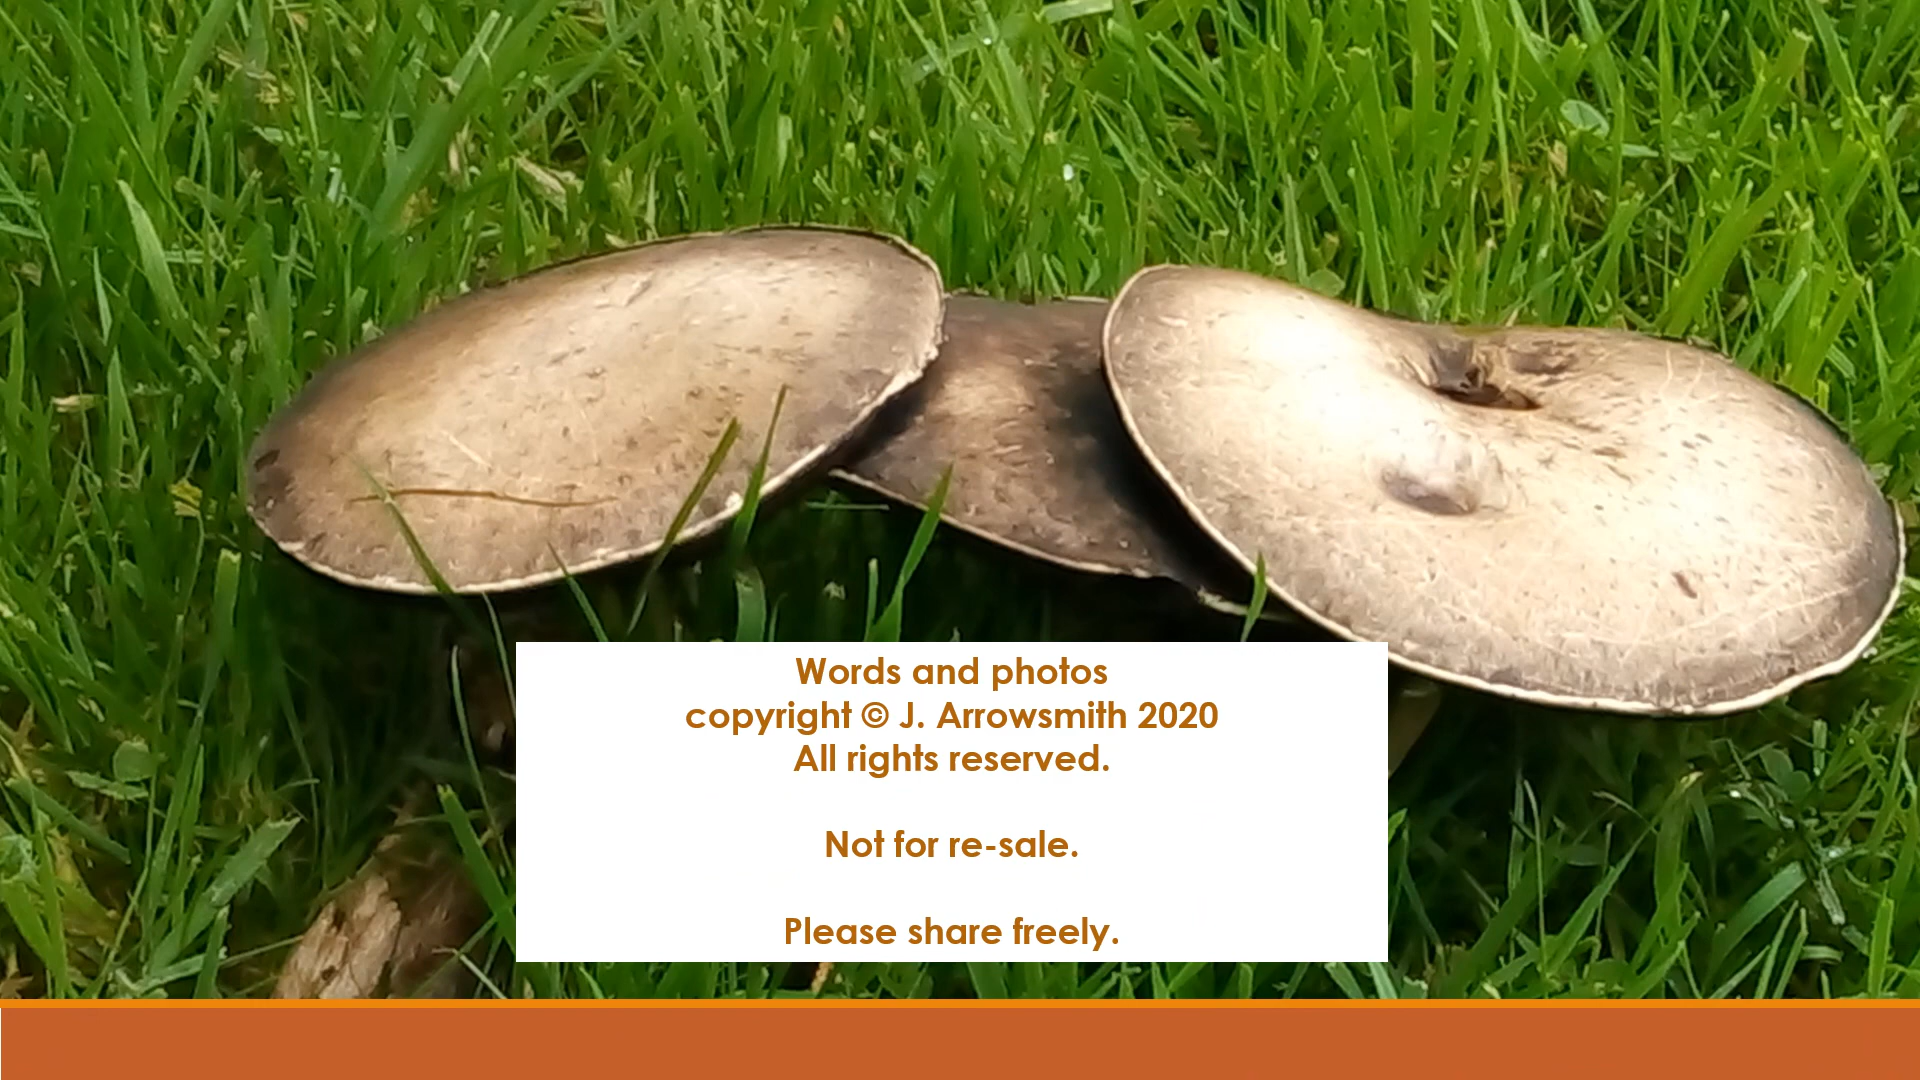 Words and photos
copyright © J. Arrowsmith 2020
All rights reserved.
Not for re-sale.
Please share freely.